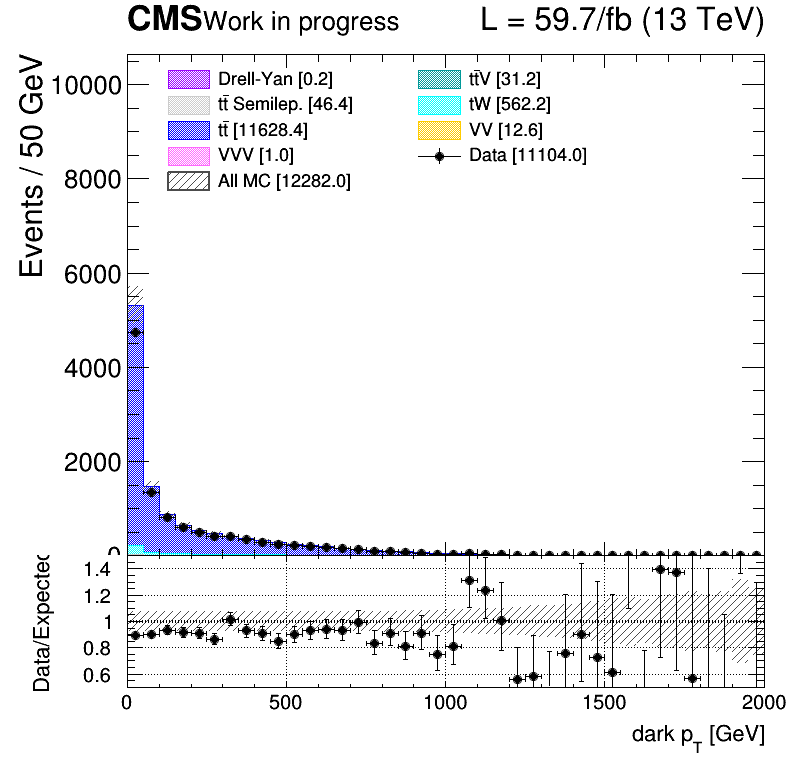 CMS Work in progress L = 59.7/fb (13 TeV)
Events / 50 GeV
10000
8000
6000
4000
2000
0
Drell-Yan [0.2]
tt̄ Semilep. [46.4]
tt̄ [11628.4]
VVV [1.0]
All MC [12282.0]
tt̄V [31.2]
tW [562.2]
VV [12.6]
Data [11104.0]
Data/Expected
1.4
1.2
1
0.8
0.6
0 500 1000 1500 2000
dark p_T [GeV]